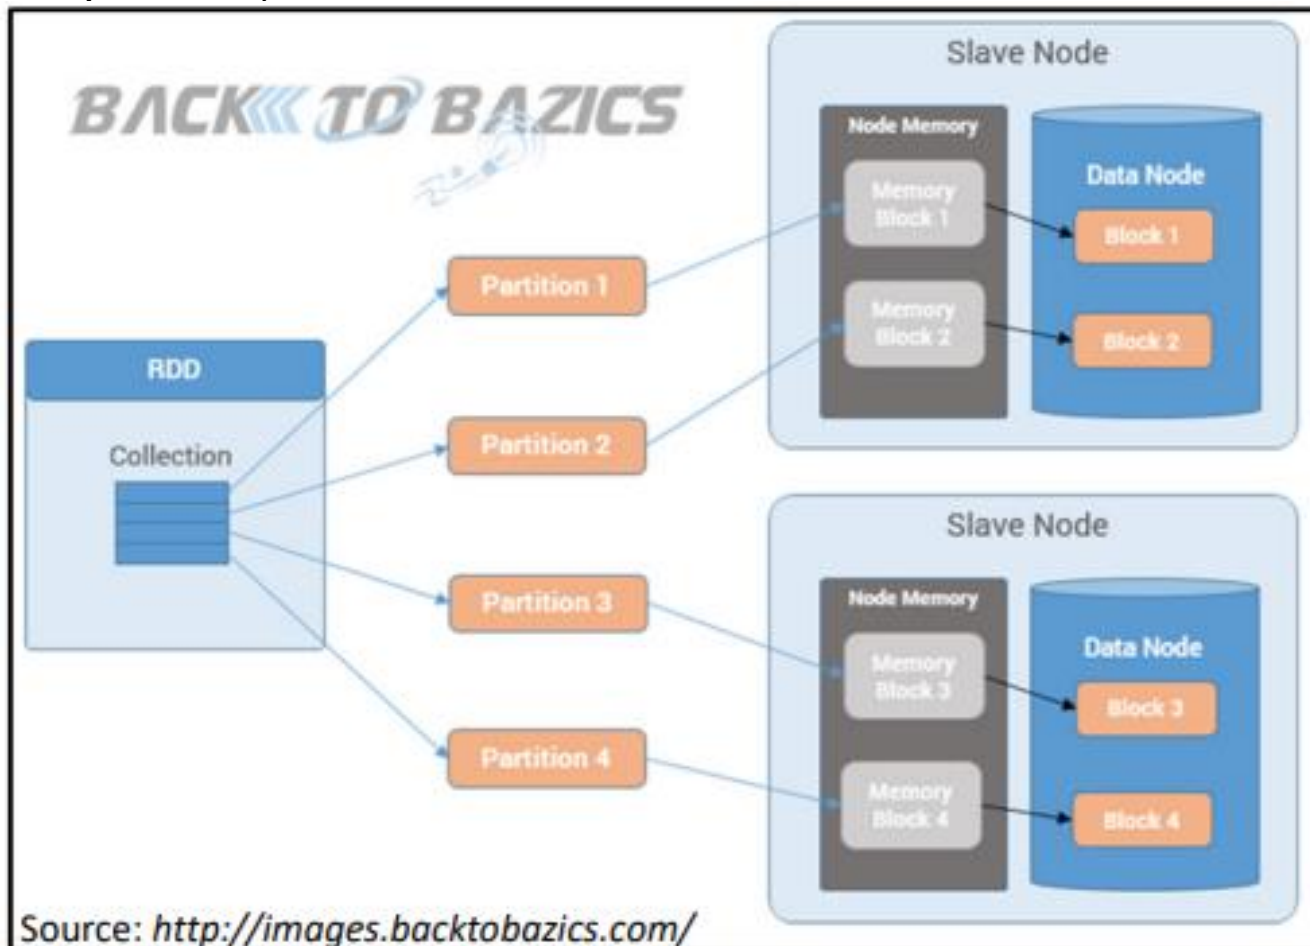 BACK TO BAZICS
RDD
Collection
Partition 1
Partition 2
Partition 3
Partition 4
Slave Node
Node Memory
Memory
Block 1
Memory
Block 2
Data Node
Block 1
Block 2
Slave Node
Node Memory
Memory
Block 3
Memory
Block 4
Data Node
Block 3
Block 4
Source: http://images.backtobazics.com/